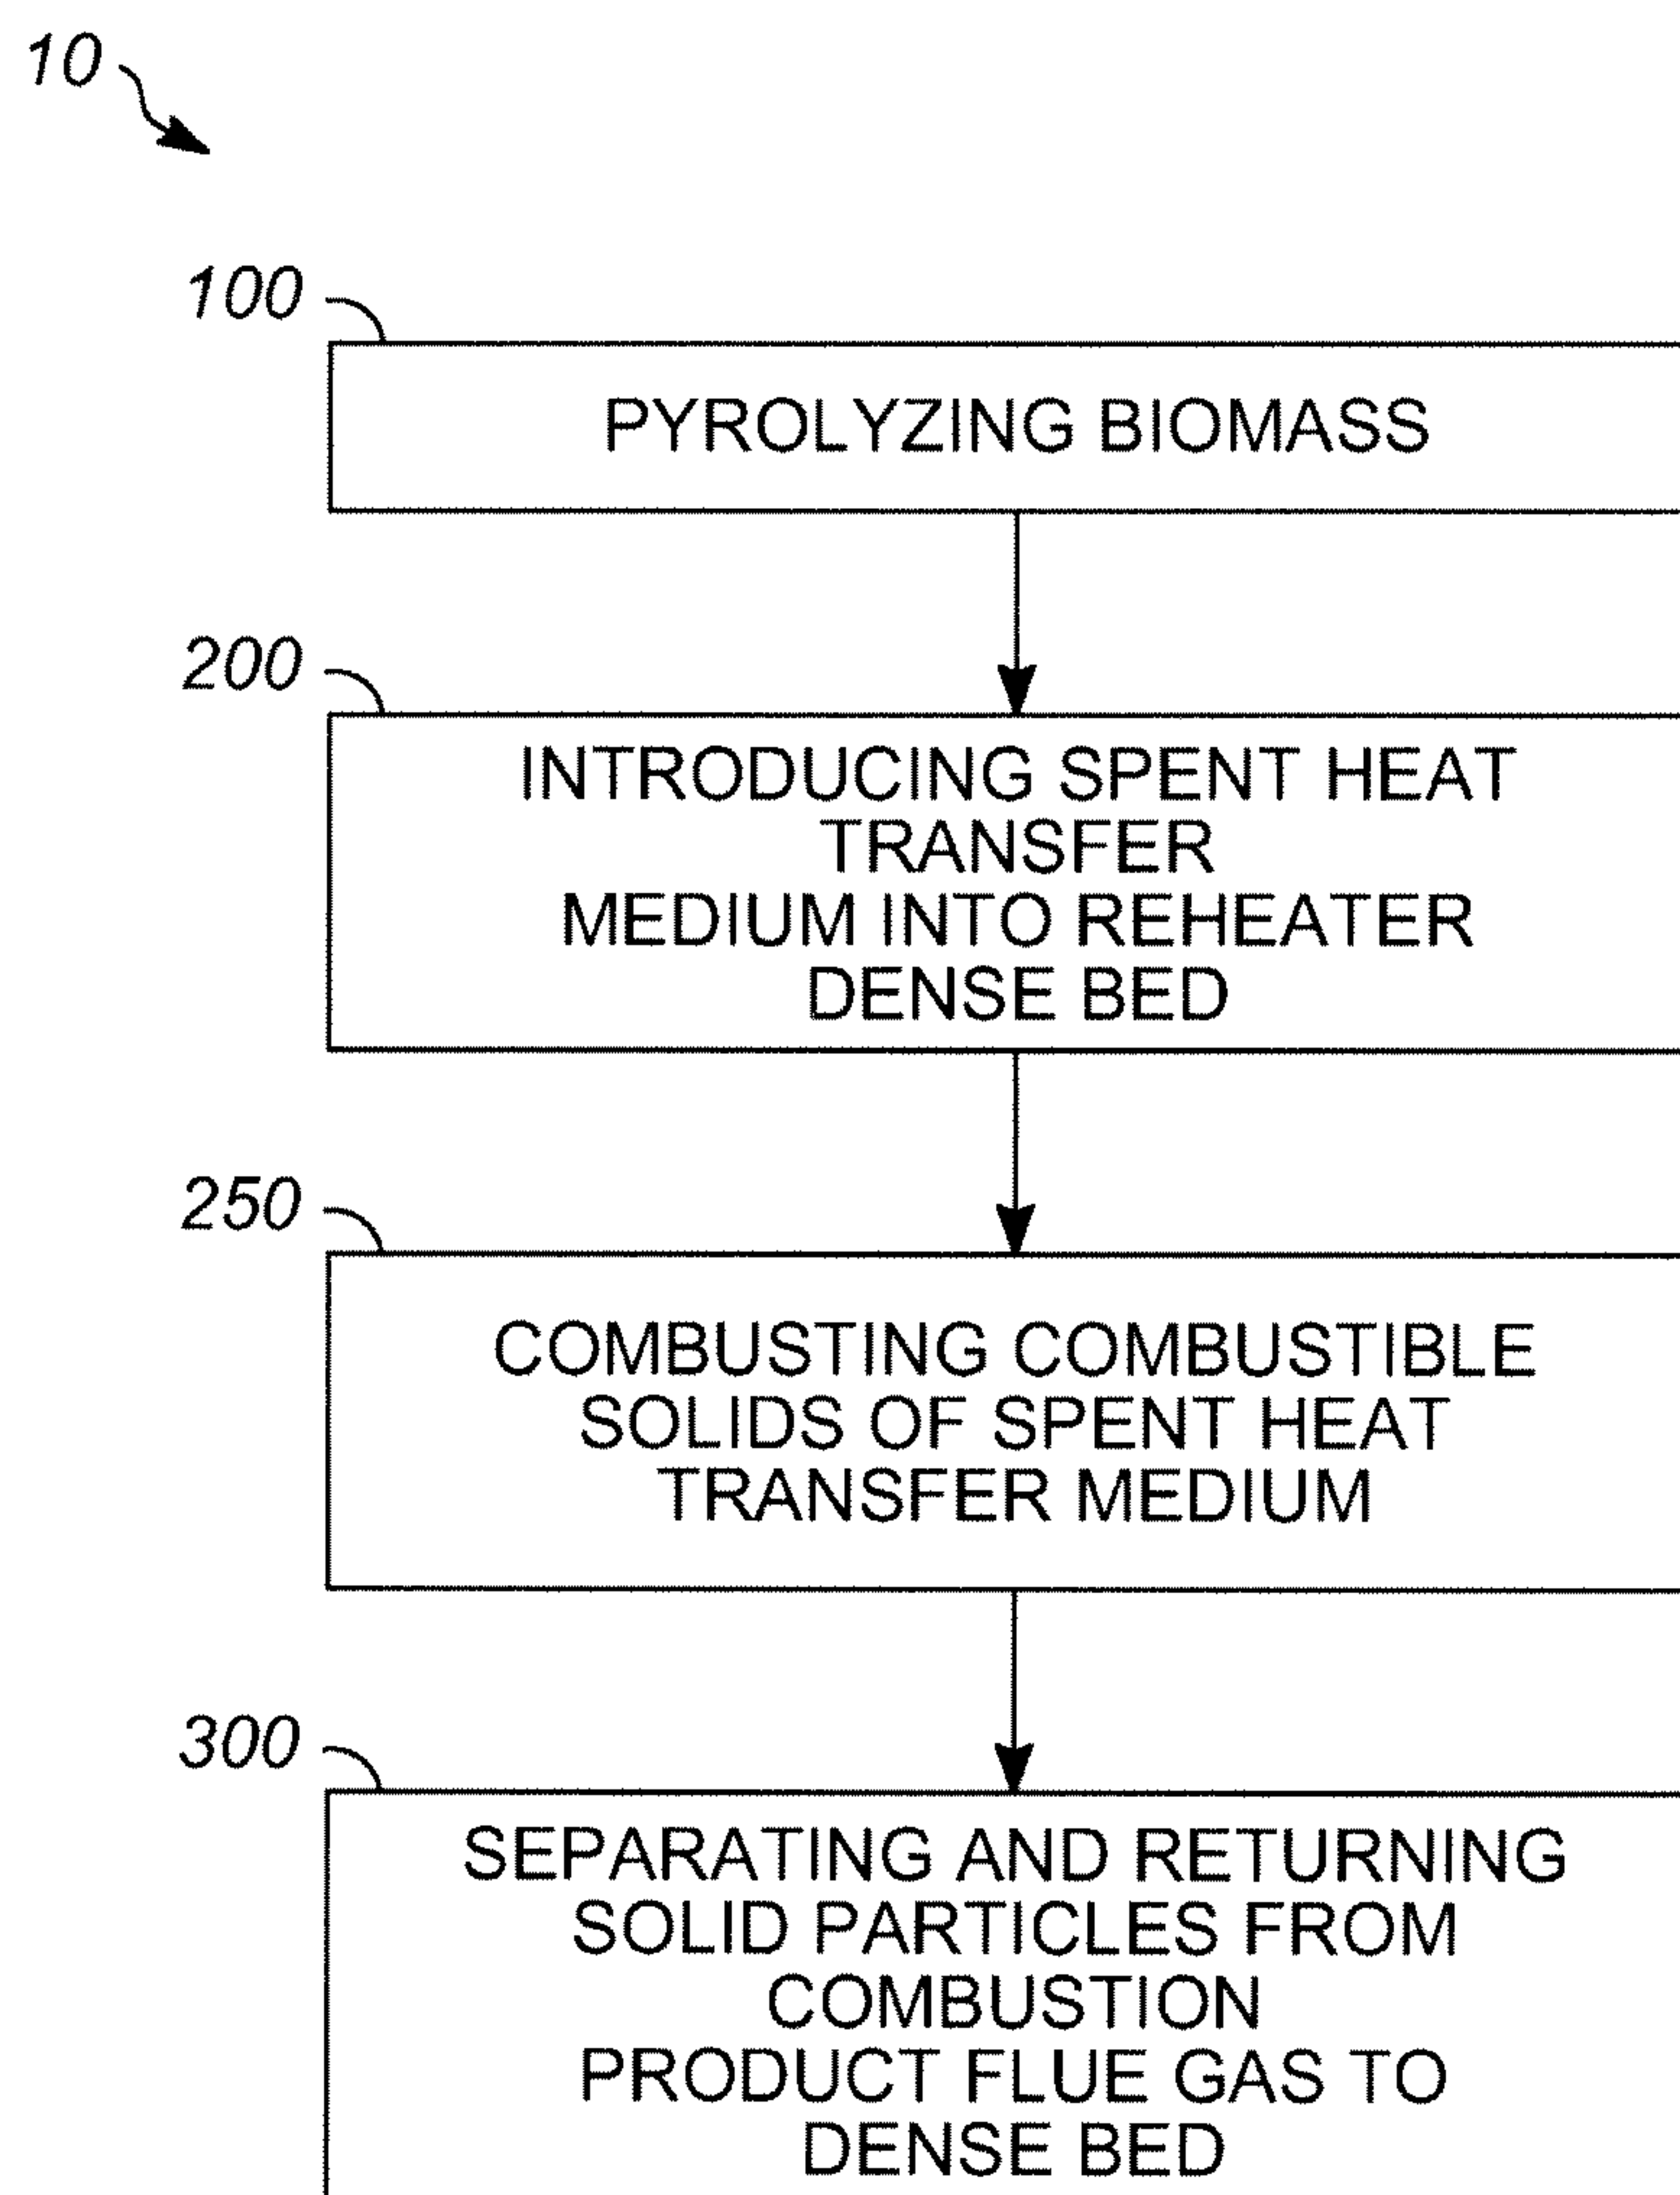 10
100
PYROLYZING BIOMASS
200
INTRODUCING SPENT HEAT
TRANSFER
MEDIUM INTO REHEATER
DENSE BED
250
COMBUSTING COMBUSTIBLE
SOLIDS OF SPENT HEAT
TRANSFER MEDIUM
300
SEPARATING AND RETURNING
SOLID PARTICLES FROM
COMBUSTION
PRODUCT FLUE GAS TO
DENSE BED